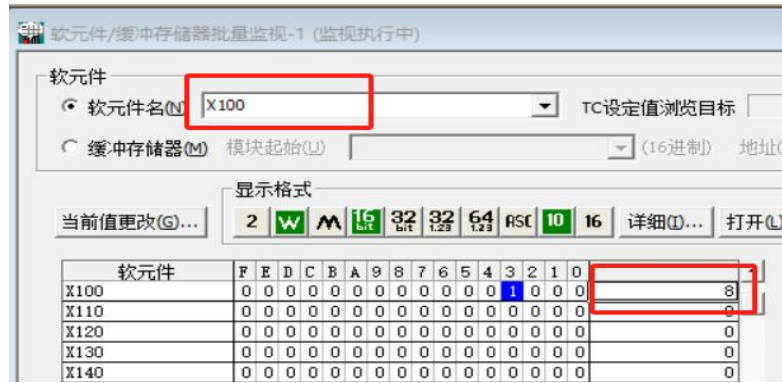 软元件/缓冲存储器批量监视-1 (监视执行中)
软元件
软元件名(N) X100 TC设定值浏览目标
缓冲存储器(M) 模块起始(U) (16进制) 地址(
显示格式
当前值更改(G)... 2 W M 16 bit 32 bit 32 1.23 64 1.23 ASC 10 16 详细(I)... 打开(L)
软元件 F E D C B A 9 8 7 6 5 4 3 2 1 0
X100 0 0 0 0 0 0 0 0 0 0 0 0 1 0 0 0 8
X110 0 0 0 0 0 0 0 0 0 0 0 0 0 0 0 0 0
X120 0 0 0 0 0 0 0 0 0 0 0 0 0 0 0 0 0
X130 0 0 0 0 0 0 0 0 0 0 0 0 0 0 0 0 0
X140 0 0 0 0 0 0 0 0 0 0 0 0 0 0 0 0 0